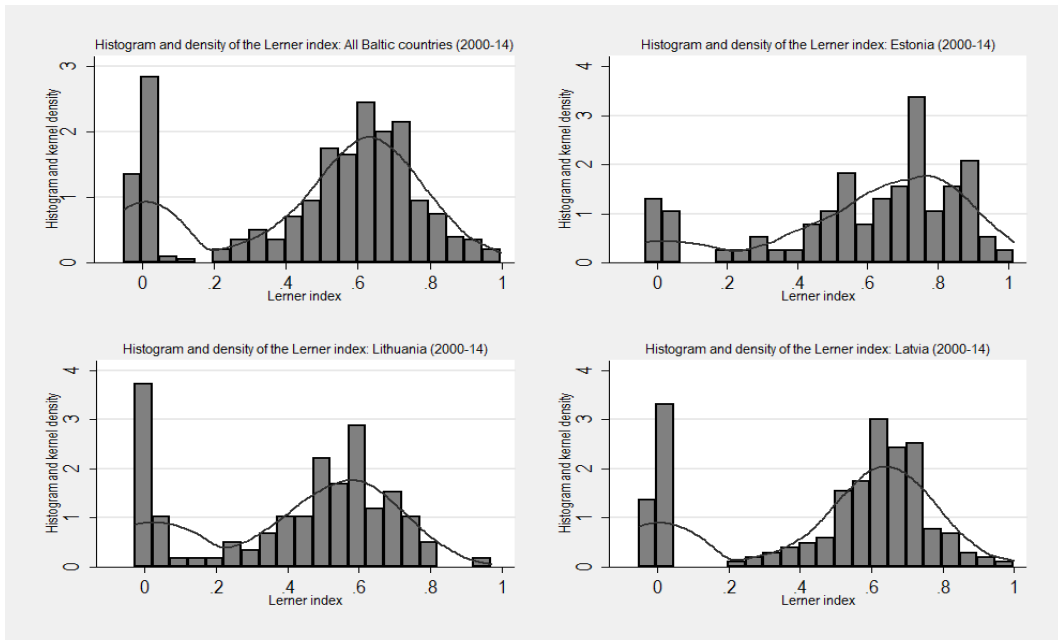 Histogram and density of the Lerner index: All Baltic countries (2000-14)
Histogram and kernel density
0 1 2 3
0 .2 .4 .6 .8 1
Lerner index
Histogram and density of the Lerner index: Estonia (2000-14)
Histogram and kernel density
0 1 2 3 4
0 .2 .4 .6 .8 1
Lerner index
Histogram and density of the Lerner index: Lithuania (2000-14)
Histogram and kernel density
0 1 2 3 4
0 .2 .4 .6 .8 1
Lerner index
Histogram and density of the Lerner index: Latvia (2000-14)
Histogram and kernel density
0 1 2 3 4
0 .2 .4 .6 .8 1
Lerner index